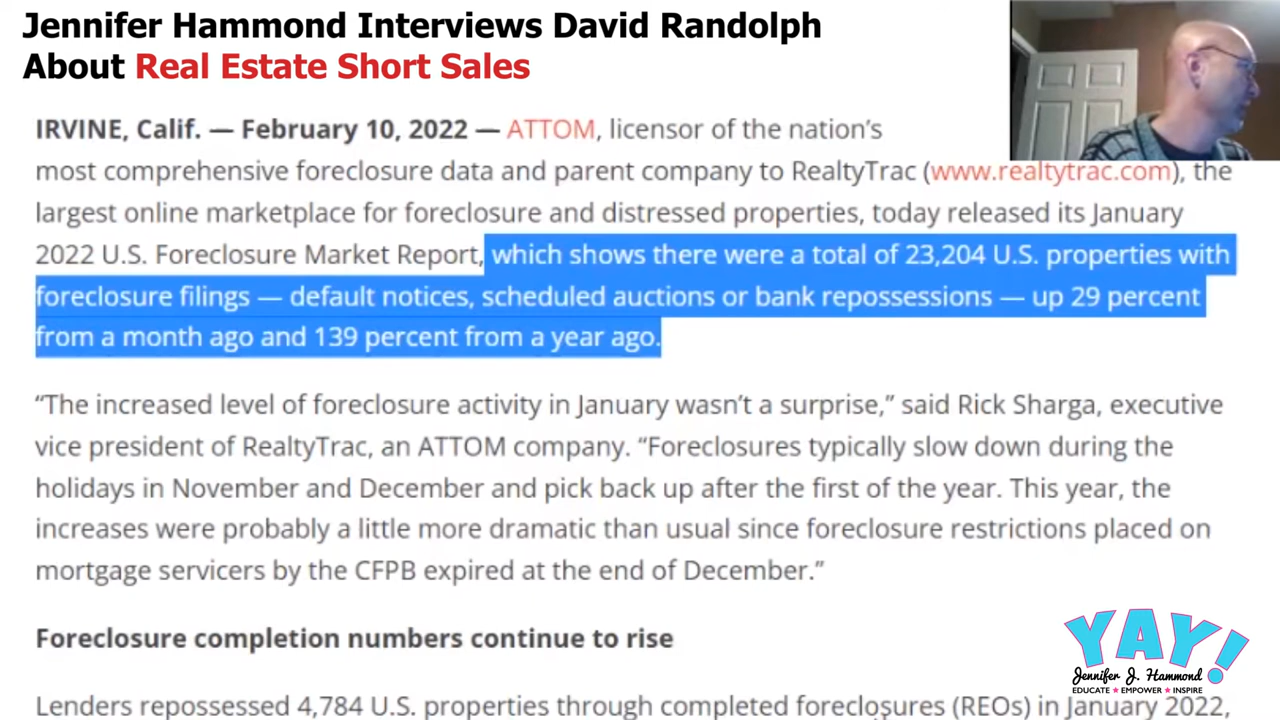 Jennifer Hammond Interviews David Randolph
About Real Estate Short Sales
IRVINE, Calif. — February 10, 2022 — ATTOM, licensor of the nation’s
most comprehensive foreclosure data and parent company to RealtyTrac (www.realtytrac.com), the
largest online marketplace for foreclosure and distressed properties, today released its January
2022 U.S. Foreclosure Market Report, which shows there were a total of 23,204 U.S. properties with
foreclosure filings — default notices, scheduled auctions or bank repossessions — up 29 percent
from a month ago and 139 percent from a year ago.
“The increased level of foreclosure activity in January wasn’t a surprise,” said Rick Sharga, executive
vice president of RealtyTrac, an ATTOM company. “Foreclosures typically slow down during the
holidays in November and December and pick back up after the first of the year. This year, the
increases were probably a little more dramatic than usual since foreclosure restrictions placed on
mortgage servicers by the CFPB expired at the end of December.”
Foreclosure completion numbers continue to rise
Lenders repossessed 4,784 U.S. properties through completed foreclosures (REOs) in January 2022,
YAY!
Jennifer J. Hammond
EDUCATE ★ EMPOWER ★ INSPIRE